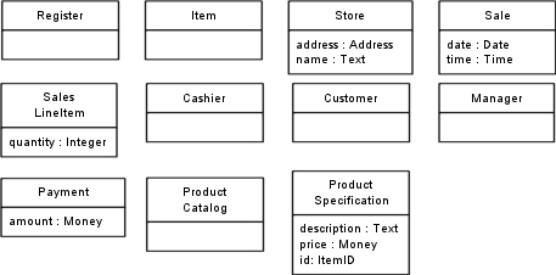 Register
Item
Store
address : Address
name : Text
Sale
date : Date
time : Time
Sales
LineItem
quantity : Integer
Cashier
Customer
Manager
Payment
amount : Money
Product
Catalog
Product
Specification
description : Text
price : Money
id: ItemID